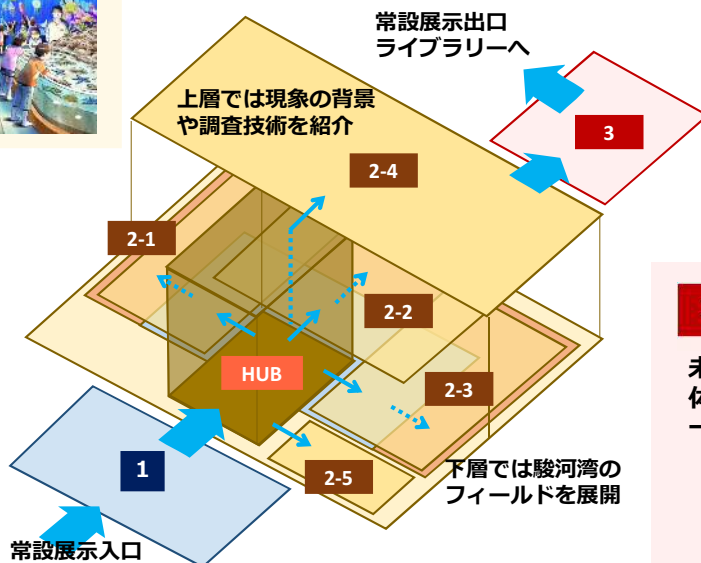 常設展示出口
ライブラリーへ
上層では現象の背景
や調査技術を紹介
3
2-4
2-1
2-2
HUB
2-3
1
2-5
下層では駿河湾の
フィールドを展開
常設展示入口
未
体
ー